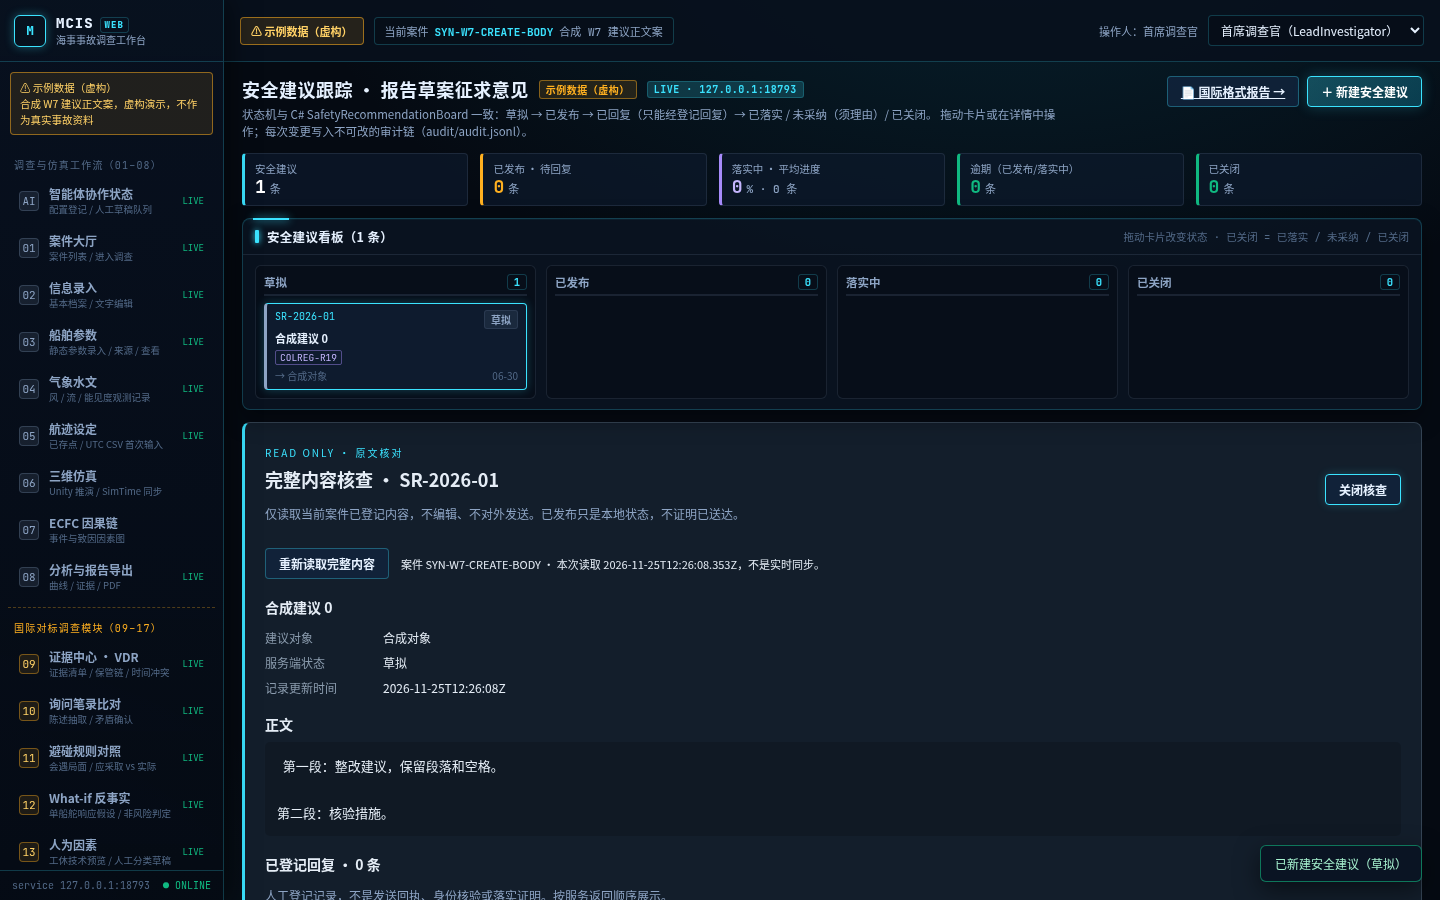 M
MCIS WEB
海事事故调查工作台
⚠ 示例数据（虚构）
合成 W7 建议正文案，虚构演示，不作为真实事故资料
调查与仿真工作流（01-08）
AI 智能体协作状态 LIVE
配置登记 / 人工草稿队列
01 案件大厅 LIVE
案件列表 / 进入调查
02 信息录入 LIVE
基本档案 / 文字编辑
03 船舶参数 LIVE
静态参数录入 / 来源 / 查看
04 气象水文 LIVE
风 / 流 / 能见度观测记录
05 航迹设定 LIVE
已存点 / UTC CSV 首次输入
06 三维仿真
Unity 推演 / SimTime 同步
07 ECFC 因果链
事件与致因因素图
08 分析与报告导出 LIVE
曲线 / 证据 / PDF
国际对标调查模块（09-17）
09 证据中心 · VDR LIVE
证据清单 / 保管链 / 时间冲突
10 询问笔录比对 LIVE
陈述抽取 / 矛盾确认
11 避碰规则对照 LIVE
会遇局面 / 应采取 vs 实际
12 What-if 反事实 LIVE
单船舵响应假设 / 非风险判定
13 人为因素 LIVE
工休技术预览 / 人工分类草稿
service 127.0.0.1:18793 ● ONLINE
⚠ 示例数据（虚构）
当前案件 SYN-W7-CREATE-BODY 合成 W7 建议正文案
操作人：首席调查官
首席调查官（LeadInvestigator）
安全建议跟踪 · 报告草案征求意见 示例数据（虚构） LIVE · 127.0.0.1:18793
状态机与 C# SafetyRecommendationBoard 一致：草拟 → 已发布 → 已回复（只能经登记回复）→ 已落实 / 未采纳（须理由）/ 已关闭。 拖动卡片或在详情中操作；每次变更写入不可改的审计链（audit/audit.jsonl）。
📄 国际格式报告 →
＋ 新建安全建议
安全建议
1 条
已发布 · 待回复
0 条
落实中 · 平均进度
0 % · 0 条
逾期（已发布/落实中）
0 条
已关闭
0 条
安全建议看板（1 条）
拖动卡片改变状态 · 已关闭 = 已落实 / 未采纳 / 已关闭
草拟 1
SR-2026-01 草拟
合成建议 0
COLREG-R19
→ 合成对象 06-30
已发布 0
落实中 0
已关闭 0
READ ONLY · 原文核对
完整内容核查 · SR-2026-01
关闭核查
仅读取当前案件已登记内容，不编辑、不对外发送。已发布只是本地状态，不证明已送达。
重新读取完整内容
案件 SYN-W7-CREATE-BODY · 本次读取 2026-11-25T12:26:08.353Z，不是实时同步。
合成建议 0
建议对象 合成对象
服务端状态 草拟
记录更新时间 2026-11-25T12:26:08Z
正文
第一段：整改建议，保留段落和空格。
第二段：核验措施。
已登记回复 · 0 条
人工登记记录，不是发送回执、身份核验或落实证明。按服务返回顺序展示。
已新建安全建议（草拟）